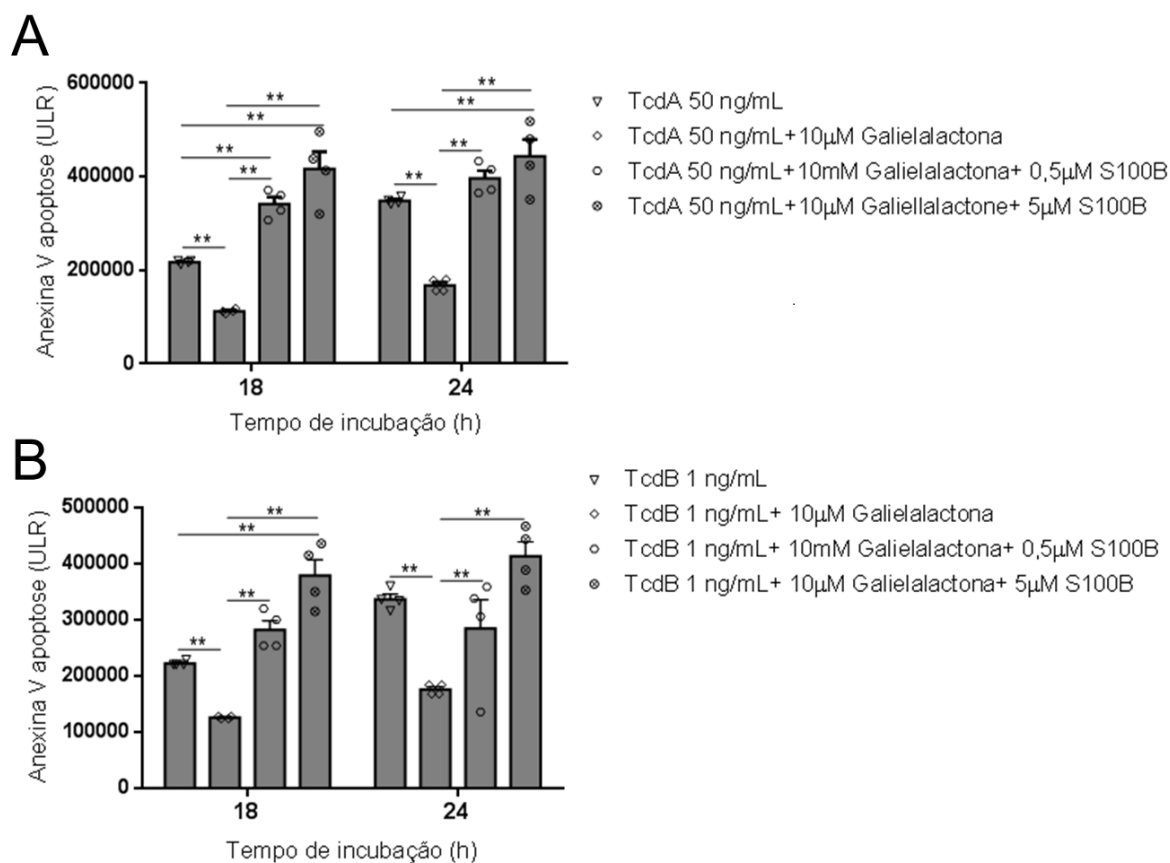 A
600000
400000
200000
0
Anexina V apoptose (ULR)
** ** ** ** ** **
** ** ** **
18 24
Tempo de incubação (h)
TcdA 50 ng/mL
TcdA 50 ng/mL+10µM Galielalactona
TcdA 50 ng/mL+10mM Galielalactona+ 0,5µM S100B
TcdA 50 ng/mL+10µM Galiellalactone+ 5µM S100B
B
500000
400000
300000
200000
100000
0
Anexina V apoptose (ULR)
** ** ** **
** ** **
18 24
Tempo de incubação (h)
TcdB 1 ng/mL
TcdB 1 ng/mL+ 10µM Galielalactona
TcdB 1 ng/mL+ 10mM Galielalactona+ 0,5µM S100B
TcdB 1 ng/mL+ 10µM Galielalactona+ 5µM S100B